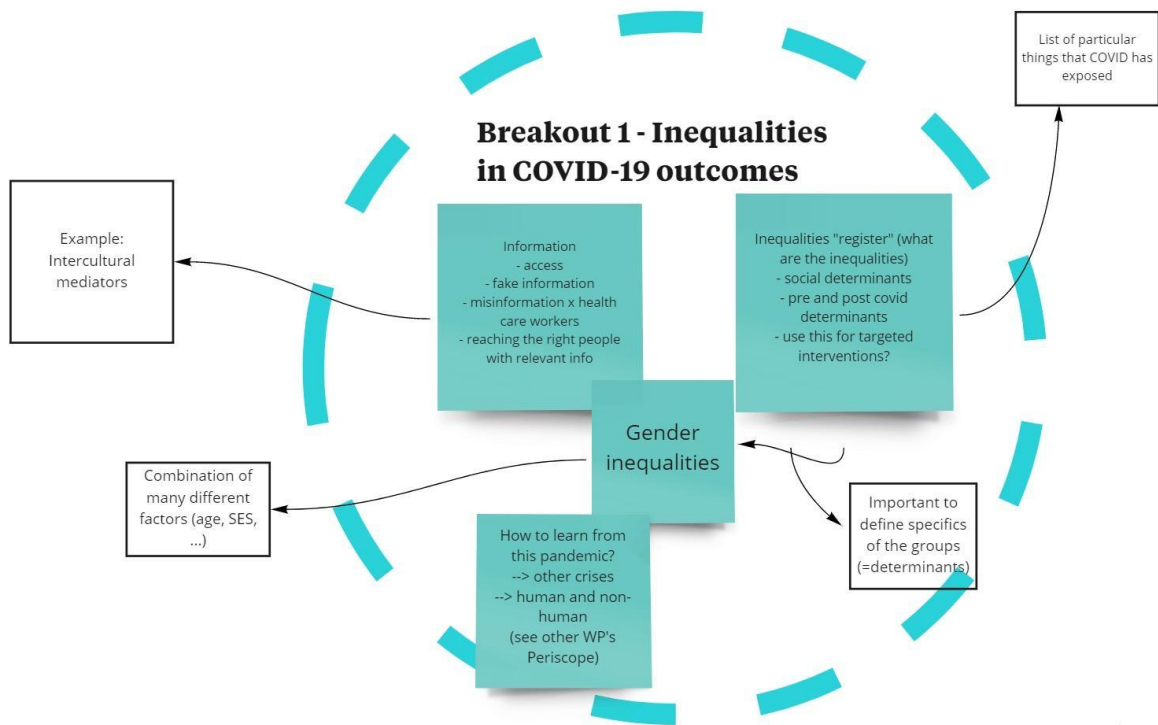 List of particular
things that COVID has
exposed
Breakout 1 - Inequalities
in COVID-19 outcomes
Example:
Intercultural
mediators
Information
- access
- fake information
- misinformation x health
care workers
- reaching the right people
with relevant info
Inequalities "register" (what
are the inequalities)
- social determinants
- pre and post covid
determinants
- use this for targeted
interventions?
Gender
inequalities
Combination of
many different
factors (age, SES,
...)
Important to
define specifics
of the groups
(=determinants)
How to learn from
this pandemic?
--> other crises
--> human and non-
human
(see other WP's
Periscope)